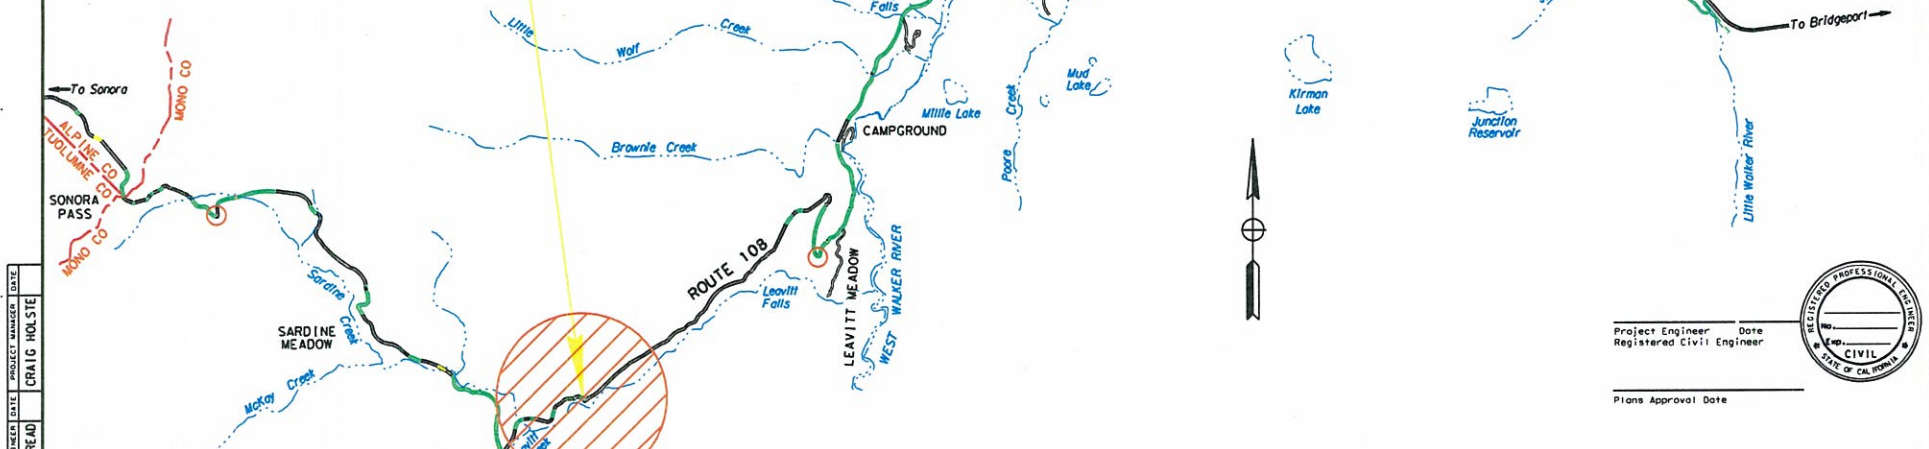 Falls
Little Wolf Creek
To Bridgeport
To Sonora
MONO CO
ALPINE CO
TUOLUMNE CO
SONORA
PASS
MONO CO
Brownie Creek
CAMPGROUND
Millie Lake
Poore Creek
Mud
Lake
Kirman
Lake
Junction
Reservoir
Little Walker River
ROUTE 108
Leavitt
Falls
LEAVITT MEADOW
WEST WALKER RIVER
Sardine Creek
SARDINE
MEADOW
McKay Creek
PROJECT MANAGER DATE
CRAIG HOLSTE
DATE
Project Engineer Date
Registered Civil Engineer
Plans Approval Date
REGISTERED PROFESSIONAL ENGINEER
No.
Exp.
CIVIL
STATE OF CALIFORNIA